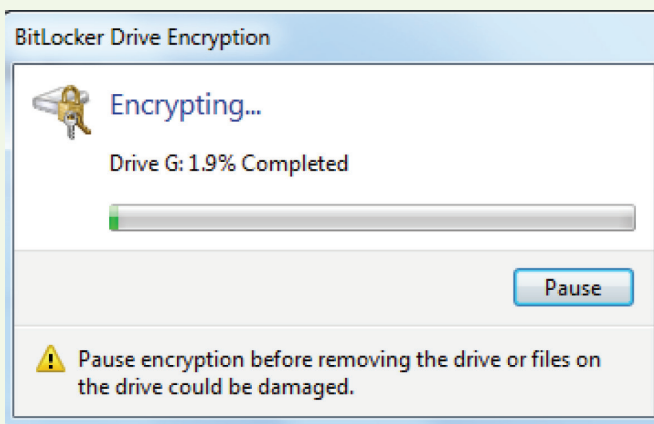 BitLocker Drive Encryption
Encrypting...
Drive G: 1.9% Completed
Pause
Pause encryption before removing the drive or files on
the drive could be damaged.